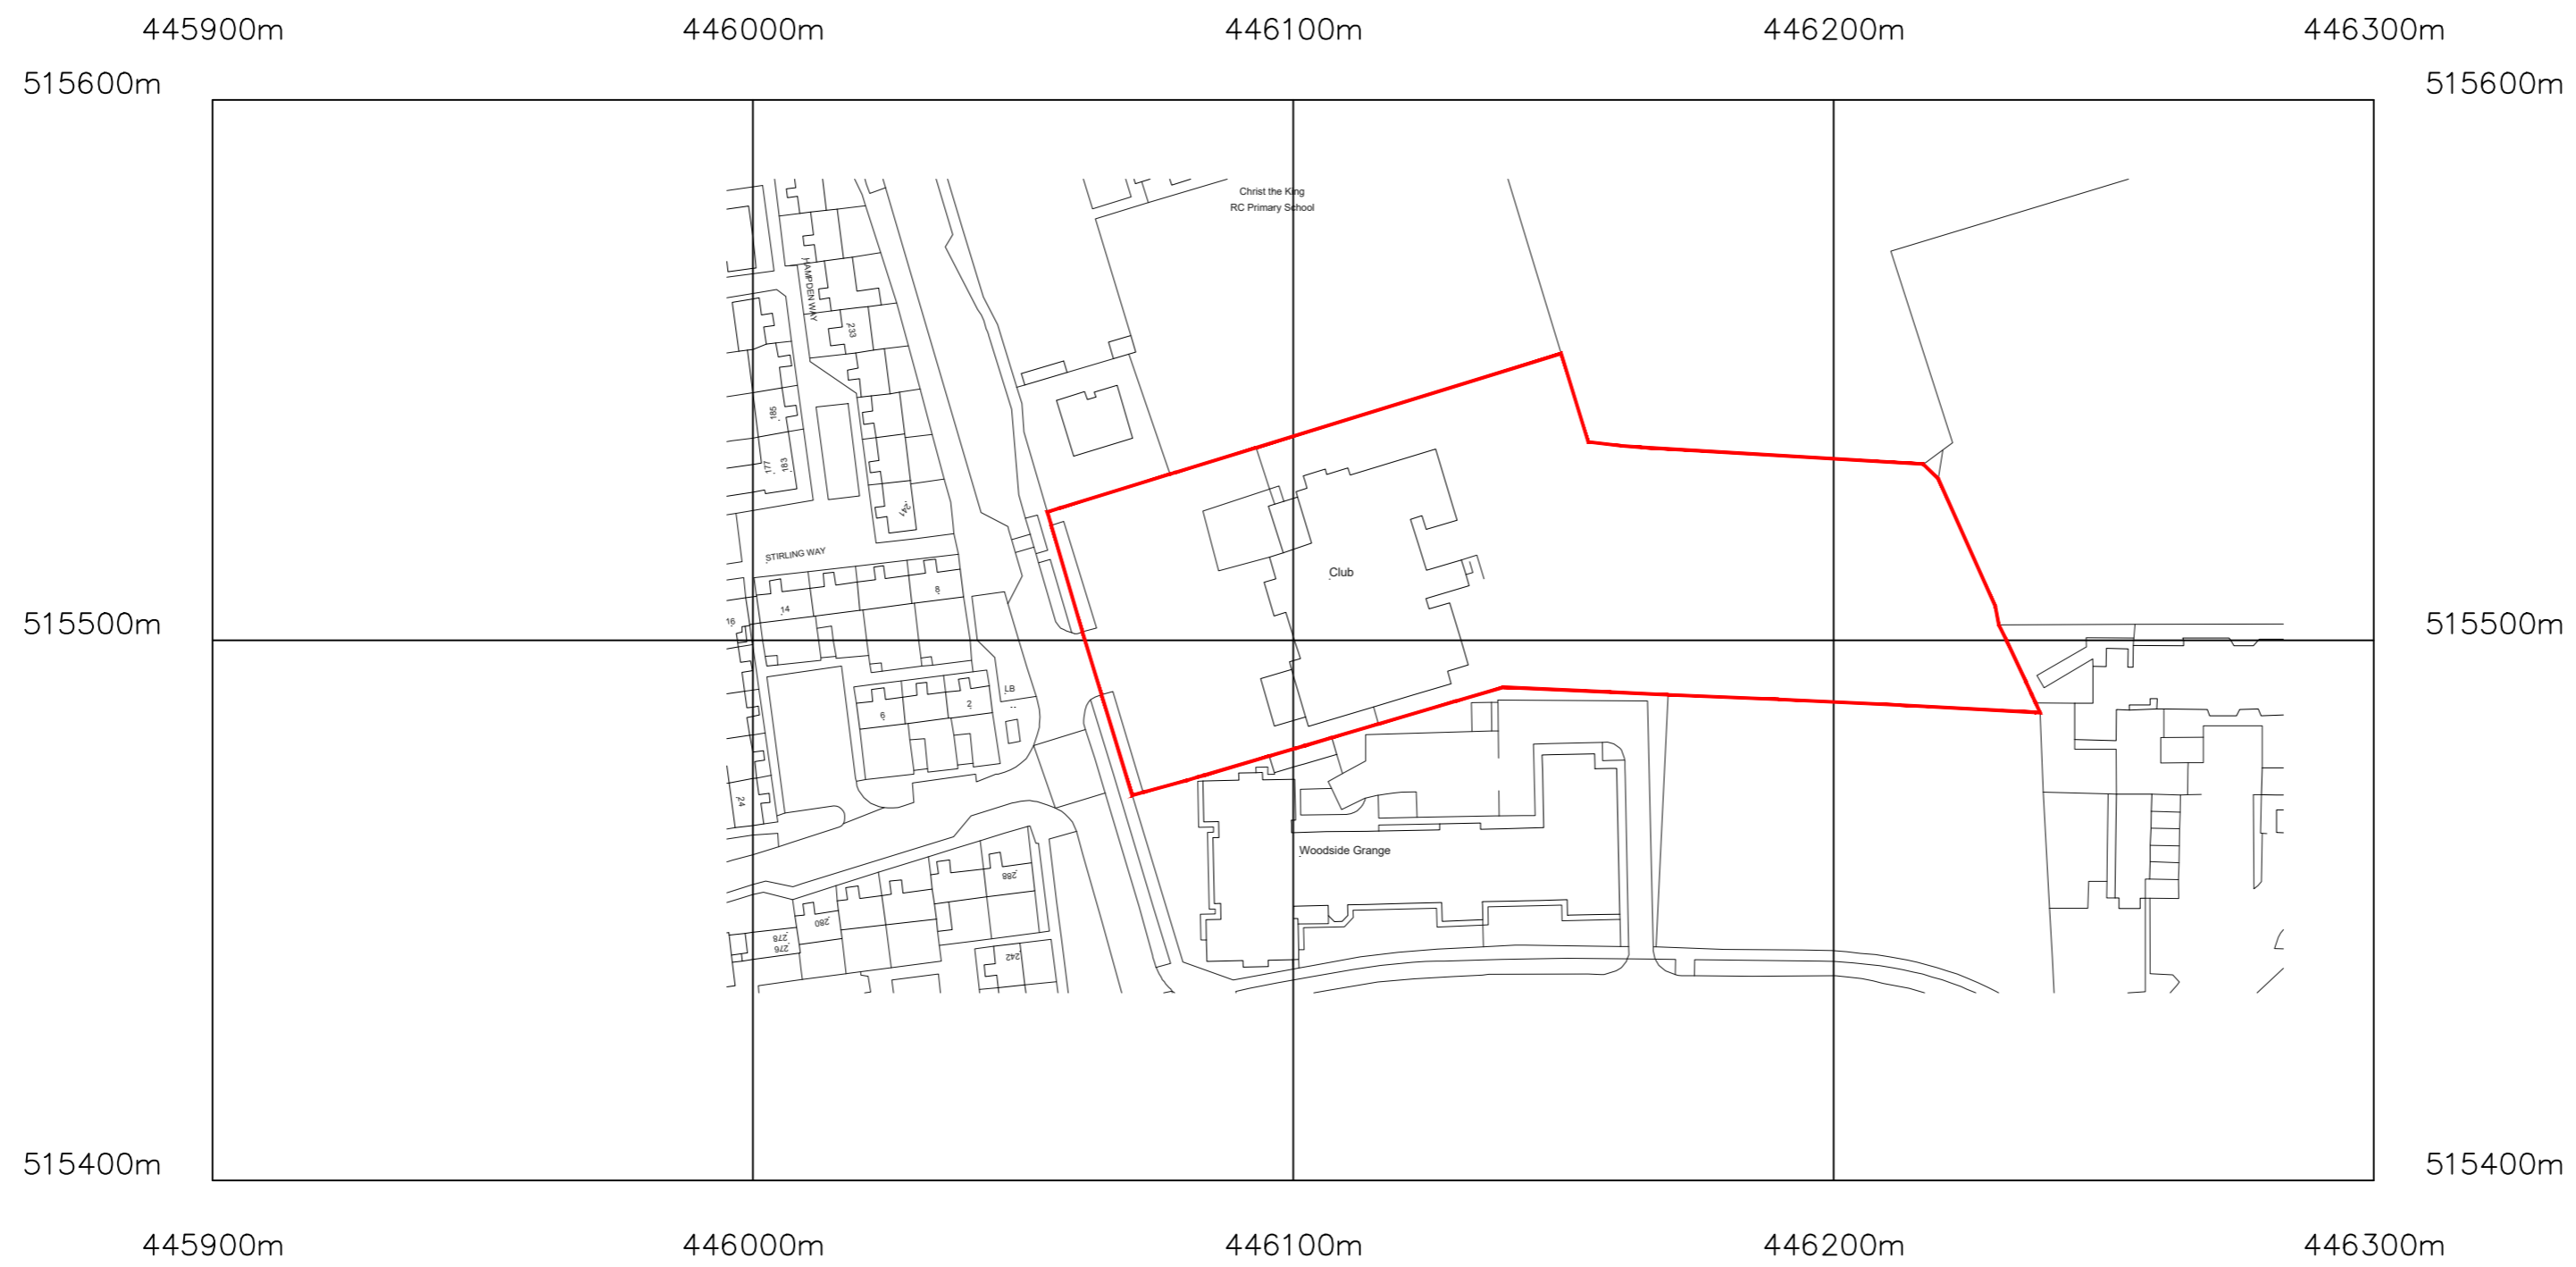 445900m 446000m 446100m 446200m 446300m
515600m 515600m
Christ the King
RC Primary School
HAMPDEN WAY
233
185
177
163
241
STIRLING WAY
Club
8
14
16
515500m 515500m
LB
2
6
24
Woodside Grange
288
280
278
276
242
515400m 515400m
445900m 446000m 446100m 446200m 446300m